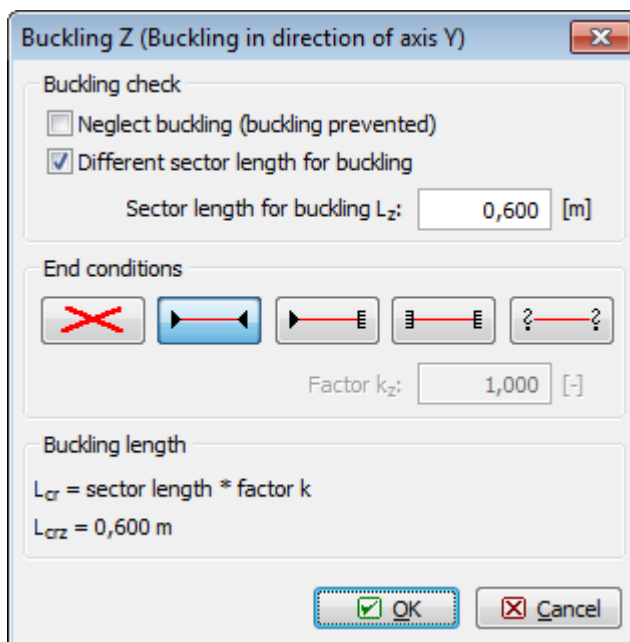 Buckling Z (Buckling in direction of axis Y)
Buckling check
Neglect buckling (buckling prevented)
Different sector length for buckling
Sector length for buckling Lz: 0,600 [m]
End conditions
? ?
Factor kz: 1,000 [-]
Buckling length
Lcr = sector length * factor k
Lcrz = 0,600 m
OK Cancel